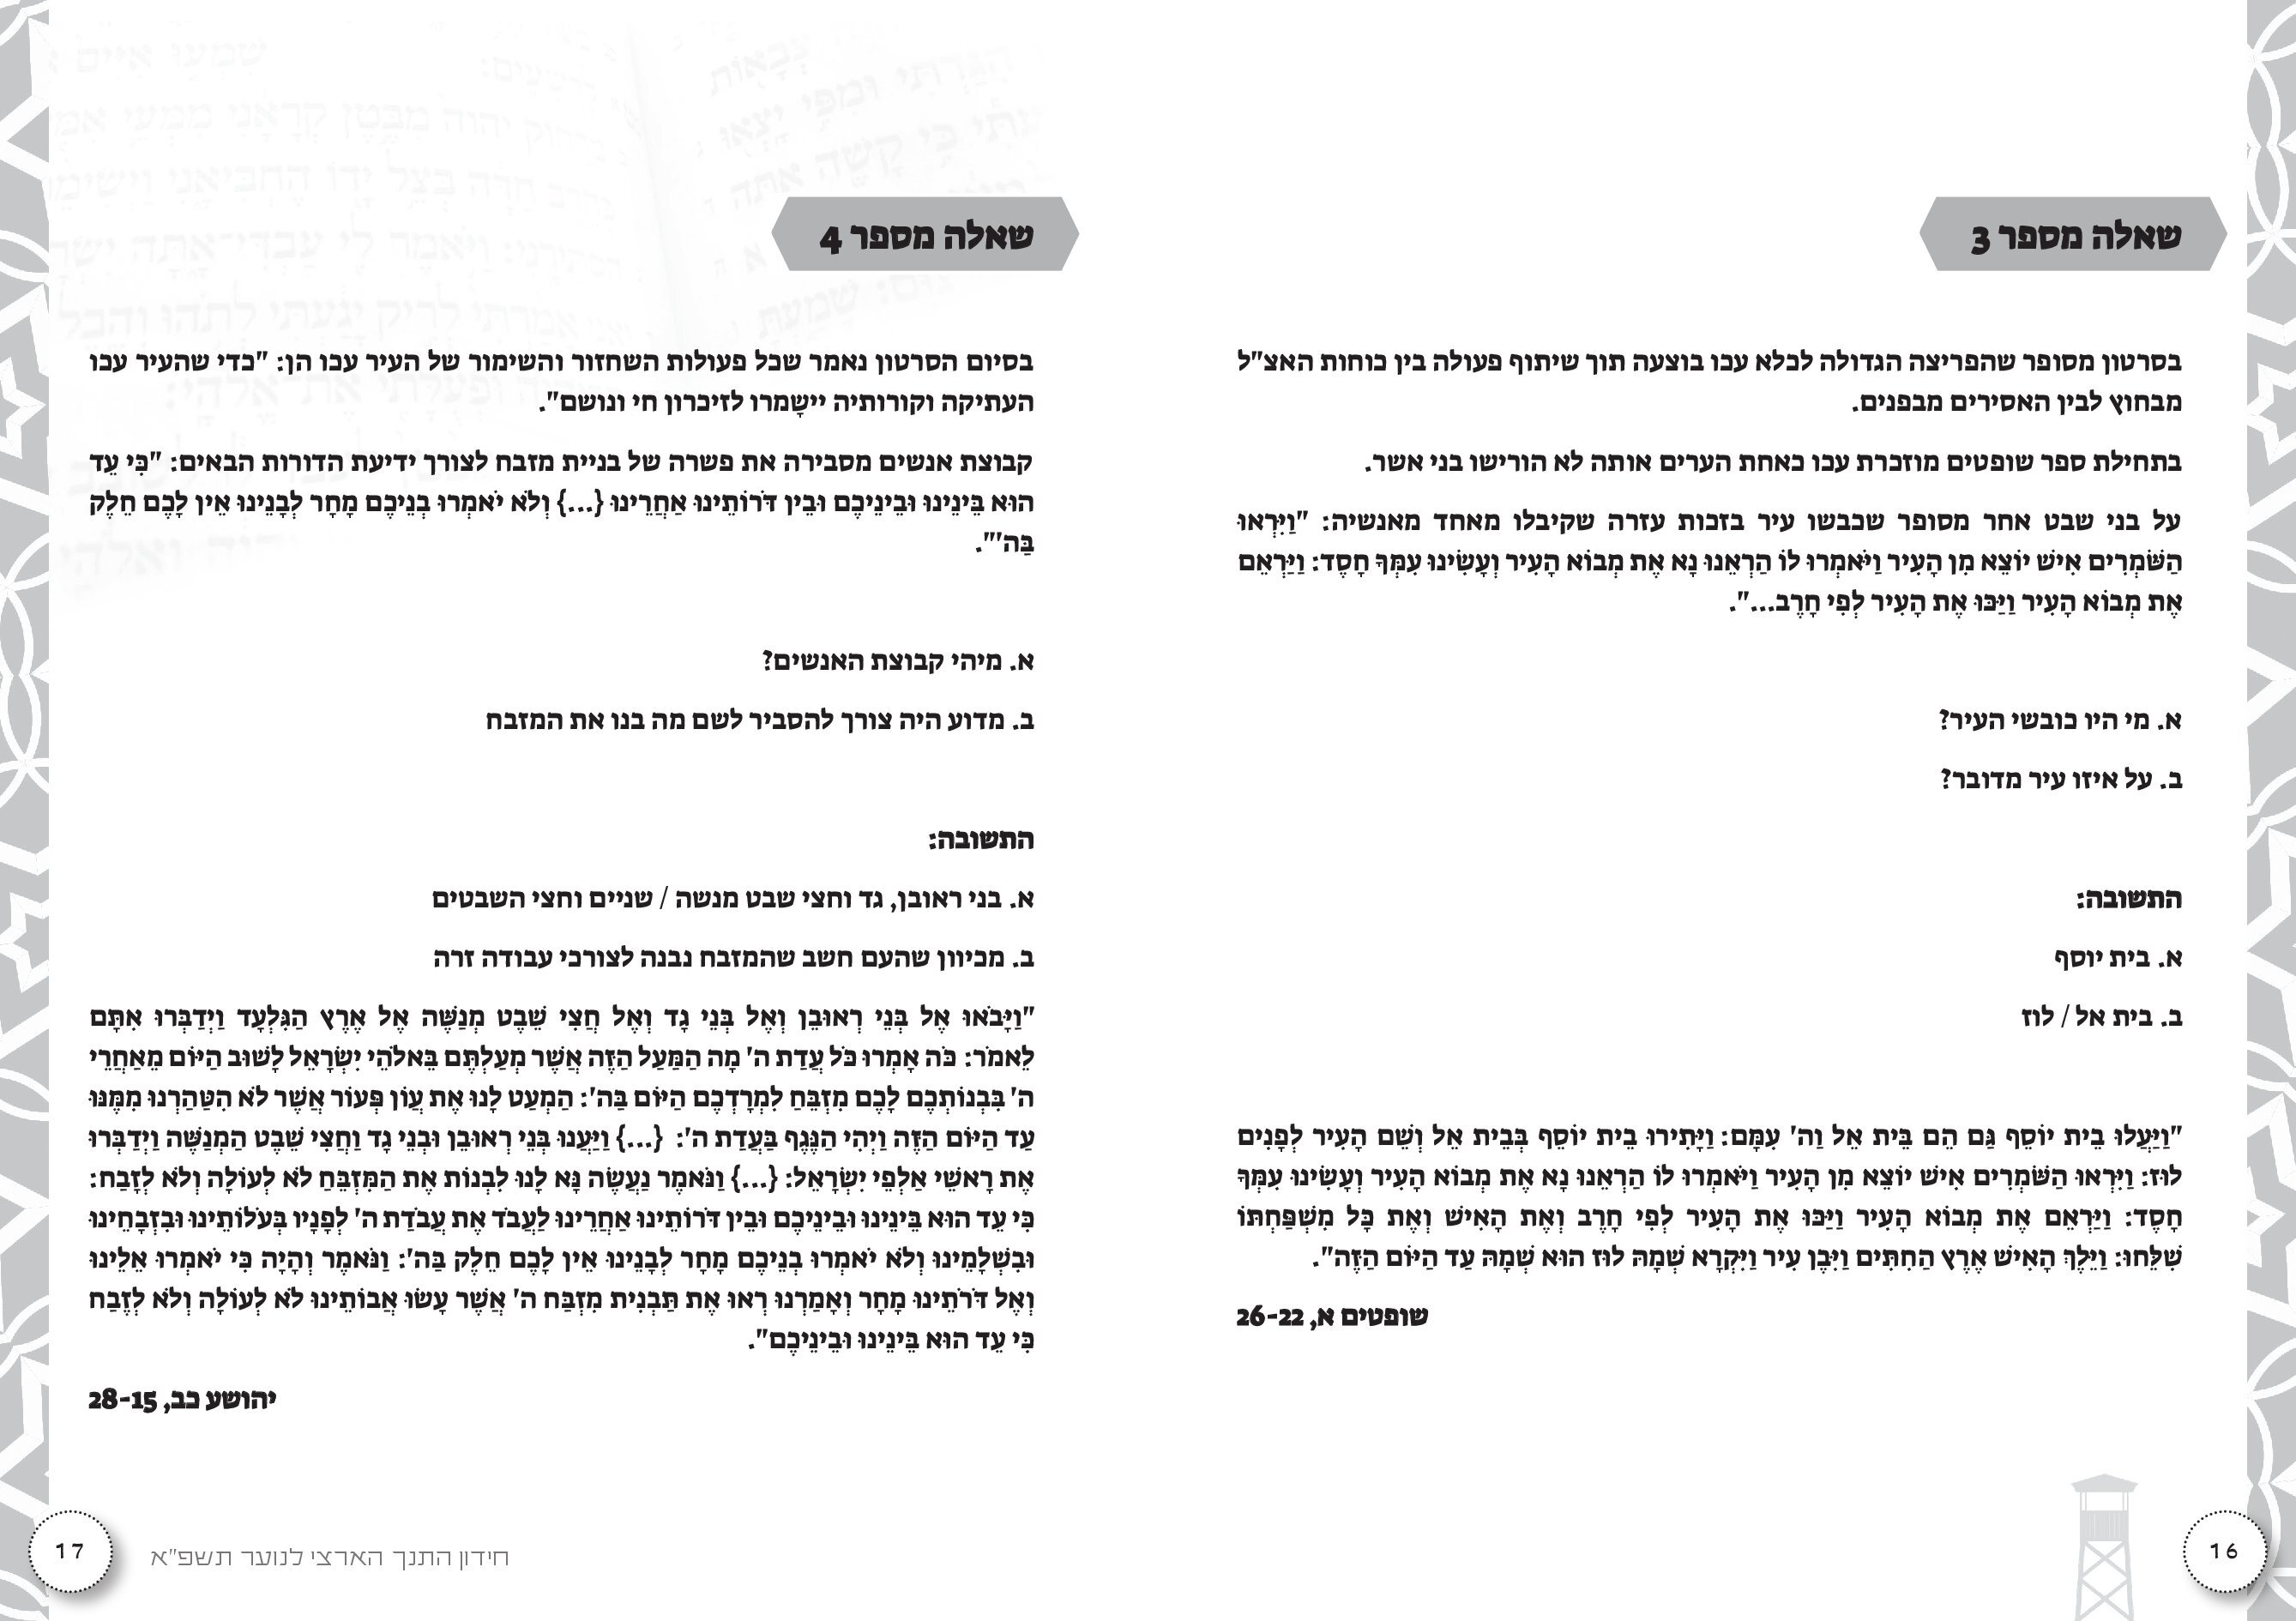 שאלה מספר 3
בסרטון מסופר שהפריצה הגדולה לכלא עכו בוצעה תוך שיתוף פעולה בין כוחות האצ"ל
מבחוץ לבין האסירים מבפנים.
בתחילת ספר שופטים מוזכרת עכו כאחת הערים אותה לא הורישו בני אשר.
על בני שבט אחר מסופר שכבשו עיר בזכות עזרה שקיבלו מאחד מאנשיה: "וַיִּרְאוּ
הַשֹּׁמְרִים אִישׁ יוֹצֵא מִן הָעִיר וַיֹּאמְרוּ לוֹ הַרְאֵנוּ נָא אֶת מְבוֹא הָעִיר וְעָשִׂינוּ עִמְּךָ חָסֶד: וַיַּרְאֵם
אֶת מְבוֹא הָעִיר וַיַּכּוּ אֶת הָעִיר לְפִי חָרֶב...".
א. מי היו כובשי העיר?
ב. על איזו עיר מדובר?
התשובה:
א. בית יוסף
ב. בית אל / לוז
"וַיַּעֲלוּ בֵית יוֹסֵף גַּם הֵם בֵּית אֵל וַה' עִמָּם: וַיָּתִירוּ בֵית יוֹסֵף בְּבֵית אֵל וְשֵׁם הָעִיר לְפָנִים
לוּז: וַיִּרְאוּ הַשֹּׁמְרִים אִישׁ יוֹצֵא מִן הָעִיר וַיֹּאמְרוּ לוֹ הַרְאֵנוּ נָא אֶת מְבוֹא הָעִיר וְעָשִׂינוּ עִמְּךָ
חָסֶד: וַיַּרְאֵם אֶת מְבוֹא הָעִיר וַיַּכּוּ אֶת הָעִיר לְפִי חָרֶב וְאֶת הָאִישׁ וְאֶת כָּל מִשְׁפַּחְתּוֹ
שִׁלֵּחוּ: וַיֵּלֶךְ הָאִישׁ אֶרֶץ הַחִתִּים וַיִּבֶן עִיר וַיִּקְרָא שְׁמָהּ לוּז הוּא שְׁמָהּ עַד הַיּוֹם הַזֶּה".
שופטים א, 22-26
16
שאלה מספר 4
בסיום הסרטון נאמר שכל פעולות השחזור והשימור של העיר עכו הן: "כדי שהעיר עכו
העתיקה וקורותיה יישָמרו לזיכרון חי ונושם".
קבוצת אנשים מסבירה את פשרה של בניית מזבח לצורך ידיעת הדורות הבאים: "כִּי עֵד
הוּא בֵּינֵינוּ וּבֵינֵיכֶם וּבֵין דֹּרוֹתֵינוּ אַחֲרֵינוּ {...} וְלֹא יֹאמְרוּ בְנֵיכֶם מָחָר לְבָנֵינוּ אֵין לָכֶם חֵלֶק
בַּה'".
א. מיהי קבוצת האנשים?
ב. מדוע היה צורך להסביר לשם מה בנו את המזבח
התשובה:
א. בני ראובן, גד וחצי שבט מנשה / שניים וחצי השבטים
ב. מכיוון שהעם חשב שהמזבח נבנה לצורכי עבודה זרה
"וַיָּבֹאוּ אֶל בְּנֵי רְאוּבֵן וְאֶל בְּנֵי גָד וְאֶל חֲצִי שֵׁבֶט מְנַשֶּׁה אֶל אֶרֶץ הַגִּלְעָד וַיְדַבְּרוּ אִתָּם
לֵאמֹר: כֹּה אָמְרוּ כֹּל עֲדַת ה' מָה הַמַּעַל הַזֶּה אֲשֶׁר מְעַלְתֶּם בֵּאלֹהֵי יִשְׂרָאֵל לָשׁוּב הַיּוֹם מֵאַחֲרֵי
ה' בִּבְנוֹתְכֶם לָכֶם מִזְבֵּחַ לִמְרָדְכֶם הַיּוֹם בַּה': הַמְעַט לָנוּ אֶת עֲוֹן פְּעוֹר אֲשֶׁר לֹא הִטַּהַרְנוּ מִמֶּנּוּ
עַד הַיּוֹם הַזֶּה וַיְהִי הַנֶּגֶף בַּעֲדַת ה': {...} וַיַּעֲנוּ בְּנֵי רְאוּבֵן וּבְנֵי גָד וַחֲצִי שֵׁבֶט הַמְנַשֶּׁה וַיְדַבְּרוּ
אֶת רָאשֵׁי אַלְפֵי יִשְׂרָאֵל: {...} וַנֹּאמֶר נַעֲשֶׂה נָּא לָנוּ לִבְנוֹת אֶת הַמִּזְבֵּחַ לֹא לְעוֹלָה וְלֹא לְזָבַח:
כִּי עֵד הוּא בֵּינֵינוּ וּבֵינֵיכֶם וּבֵין דֹּרוֹתֵינוּ אַחֲרֵינוּ לַעֲבֹד אֶת עֲבֹדַת ה' לְפָנָיו בְּעֹלוֹתֵינוּ וּבִזְבָחֵינוּ
וּבִשְׁלָמֵינוּ וְלֹא יֹאמְרוּ בְנֵיכֶם מָחָר לְבָנֵינוּ אֵין לָכֶם חֵלֶק בַּה': וַנֹּאמֶר וְהָיָה כִּי יֹאמְרוּ אֵלֵינוּ
וְאֶל דֹּרֹתֵינוּ מָחָר וְאָמַרְנוּ רְאוּ אֶת תַּבְנִית מִזְבַּח ה' אֲשֶׁר עָשׂוּ אֲבוֹתֵינוּ לֹא לְעוֹלָה וְלֹא לְזֶבַח
כִּי עֵד הוּא בֵּינֵינוּ וּבֵינֵיכֶם".
יהושע כב, 15-28
חידון התנך הארצי לנוער תשפ"א
17